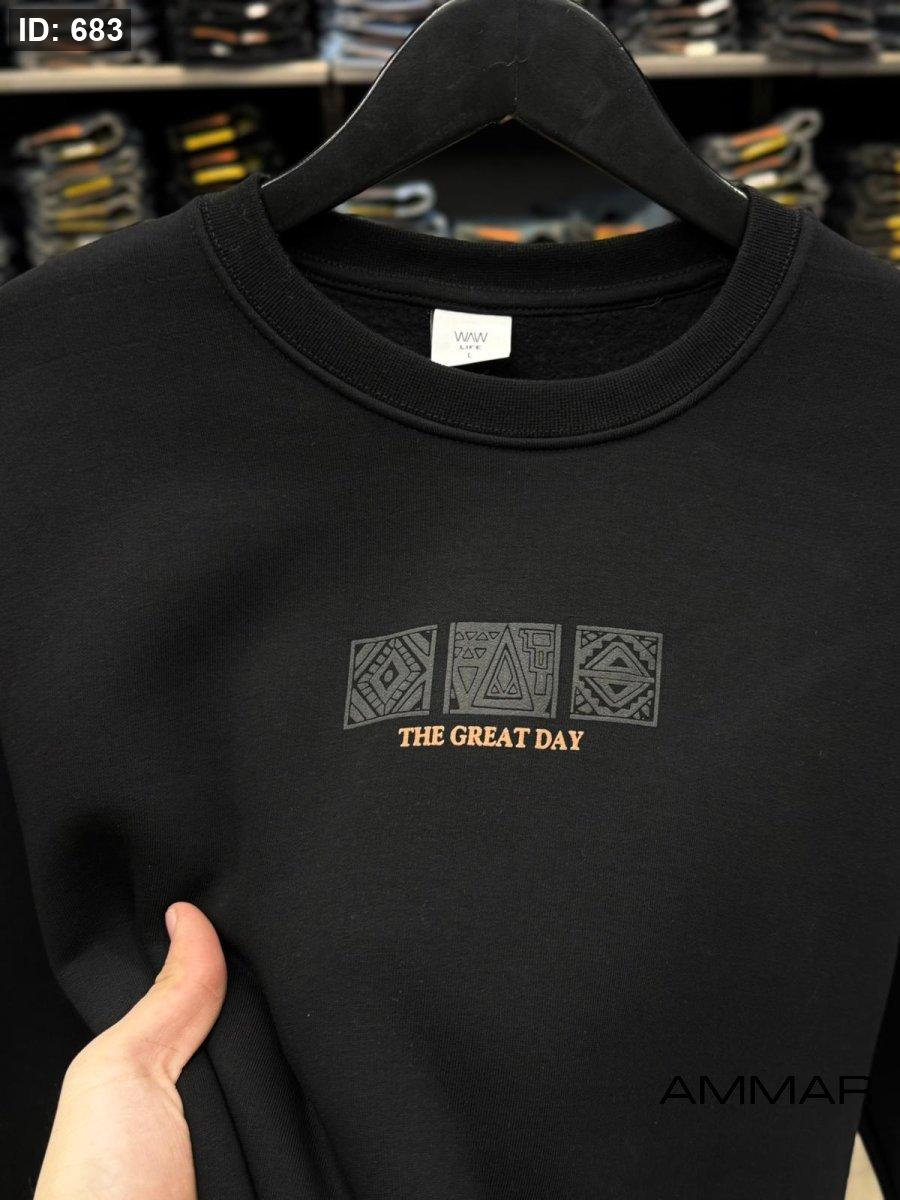 ID: 683
WAW
LIFE
L
THE GREAT DAY
AMMAR